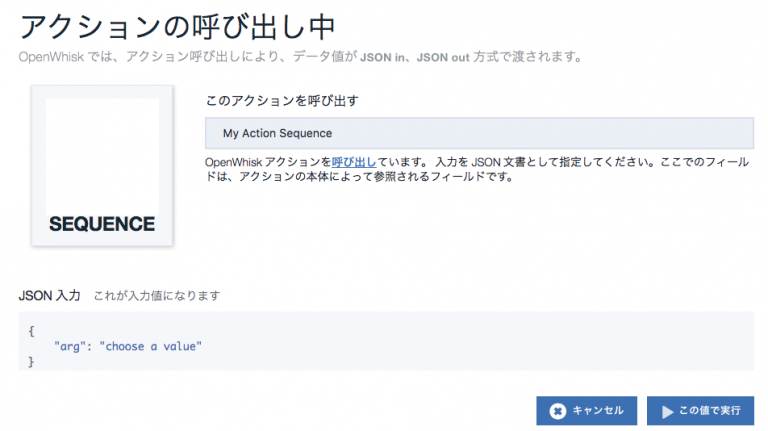 アクションの呼び出し中
OpenWhisk では、アクション呼び出しにより、データ値が JSON in、JSON out 方式で渡されます。
このアクションを呼び出す
My Action Sequence
OpenWhisk アクションを呼び出しています。 入力を JSON 文書として指定してください。ここでのフィール
ドは、アクションの本体によって参照されるフィールドです。
SEQUENCE
JSON 入力 これが入力値になります
{
"arg": "choose a value"
}
キャンセル この値で実行